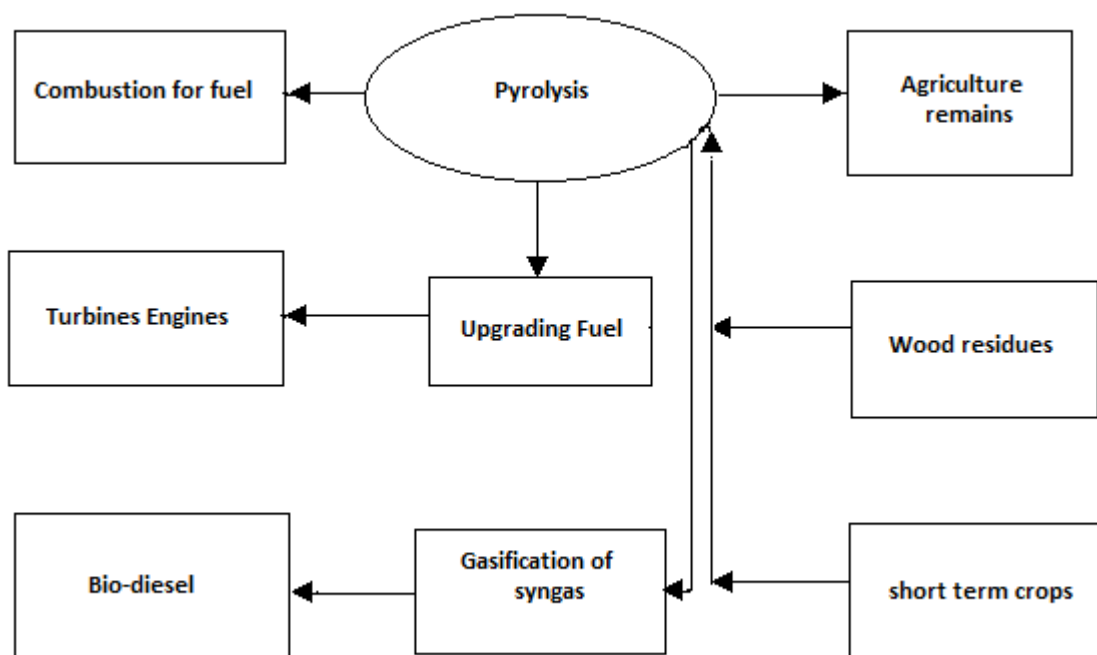 Combustion for fuel
Pyrolysis
Agriculture
remains
Turbines Engines
Upgrading Fuel
Wood residues
Bio-diesel
Gasification of
syngas
short term crops